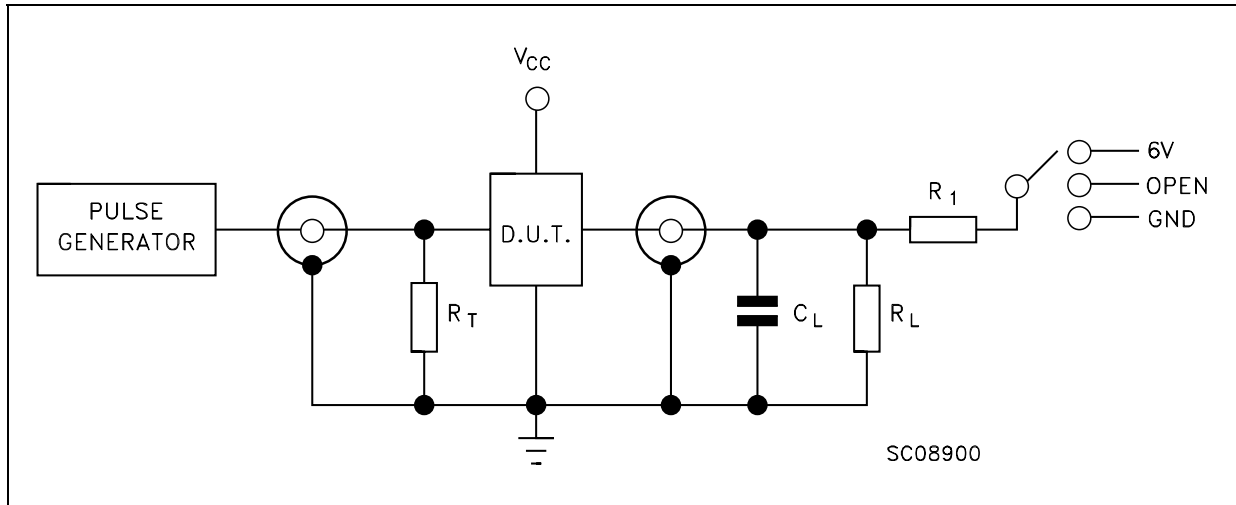 VCC
6V
OPEN
GND
R1
PULSE
GENERATOR
D.U.T.
RT
CL
RL
SC08900